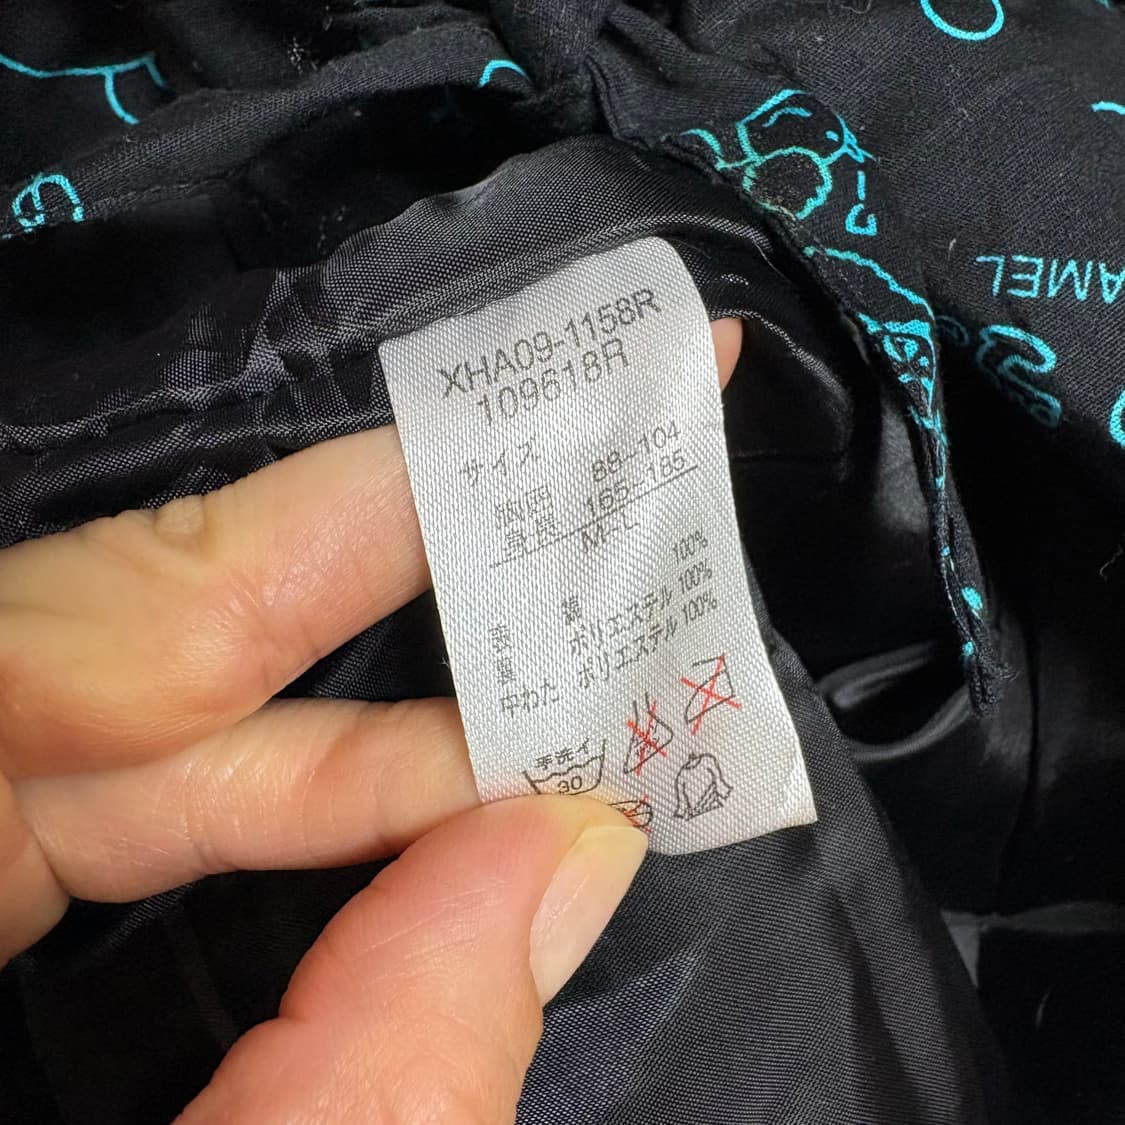 XHA09-1158R
109618R
サイズ
胸囲 88~104
身長 165~185
M~L
表 綿 100%
裏 ポリエステル 100%
中わた ポリエステル 100%
手洗イ
30
AMEL